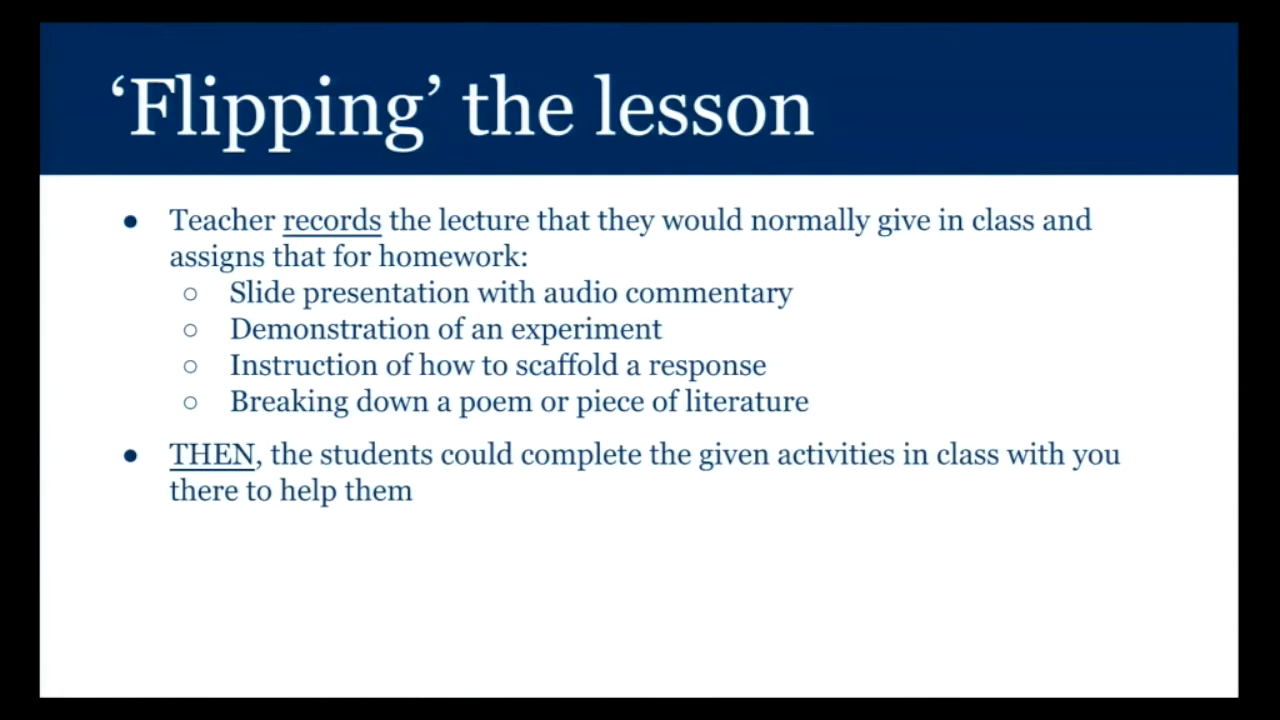 ‘Flipping’ the lesson
● Teacher records the lecture that they would normally give in class and
assigns that for homework:
○ Slide presentation with audio commentary
○ Demonstration of an experiment
○ Instruction of how to scaffold a response
○ Breaking down a poem or piece of literature
● THEN, the students could complete the given activities in class with you
there to help them